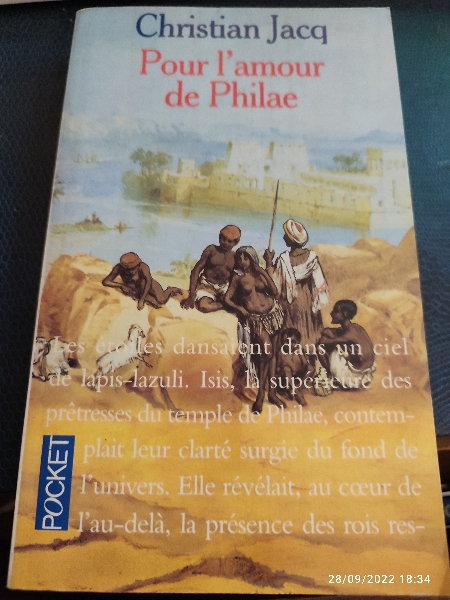 Christian Jacq
Pour l'amour
de Philae
Les étoiles dansaient dans un ciel
de lapis-lazuli. Isis, la supérieure des
prêtresses du temple de Philae, contem-
plait leur clarté surgie du fond de
l'univers. Elle révélait, au cœur de
l'au-delà, la présence des rois res-
POCKET
28/09/2022 18:34